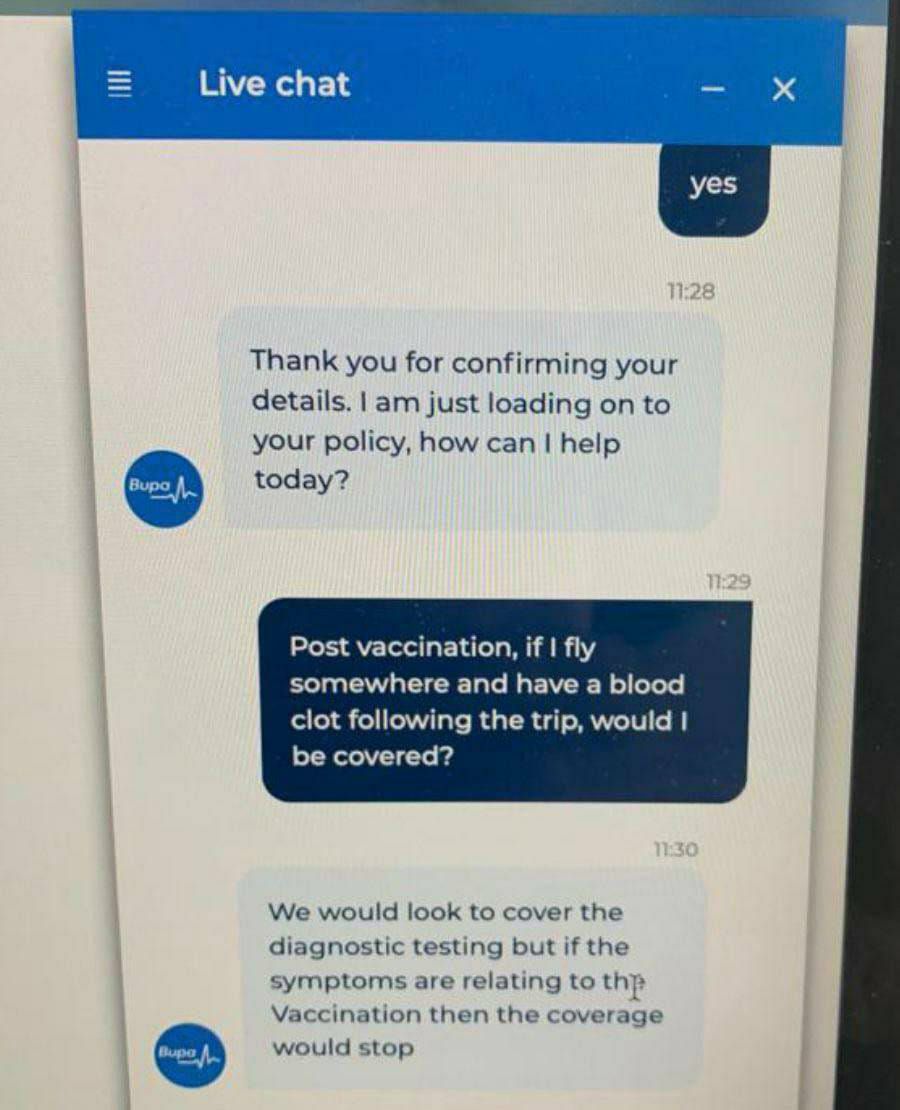 Live chat
yes
11:28
Thank you for confirming your
details. I am just loading on to
your policy, how can I help
today?
Bupa
11:29
Post vaccination, if I fly
somewhere and have a blood
clot following the trip, would I
be covered?
11:30
We would look to cover the
diagnostic testing but if the
symptoms are relating to the
Vaccination then the coverage
would stop
Bupa